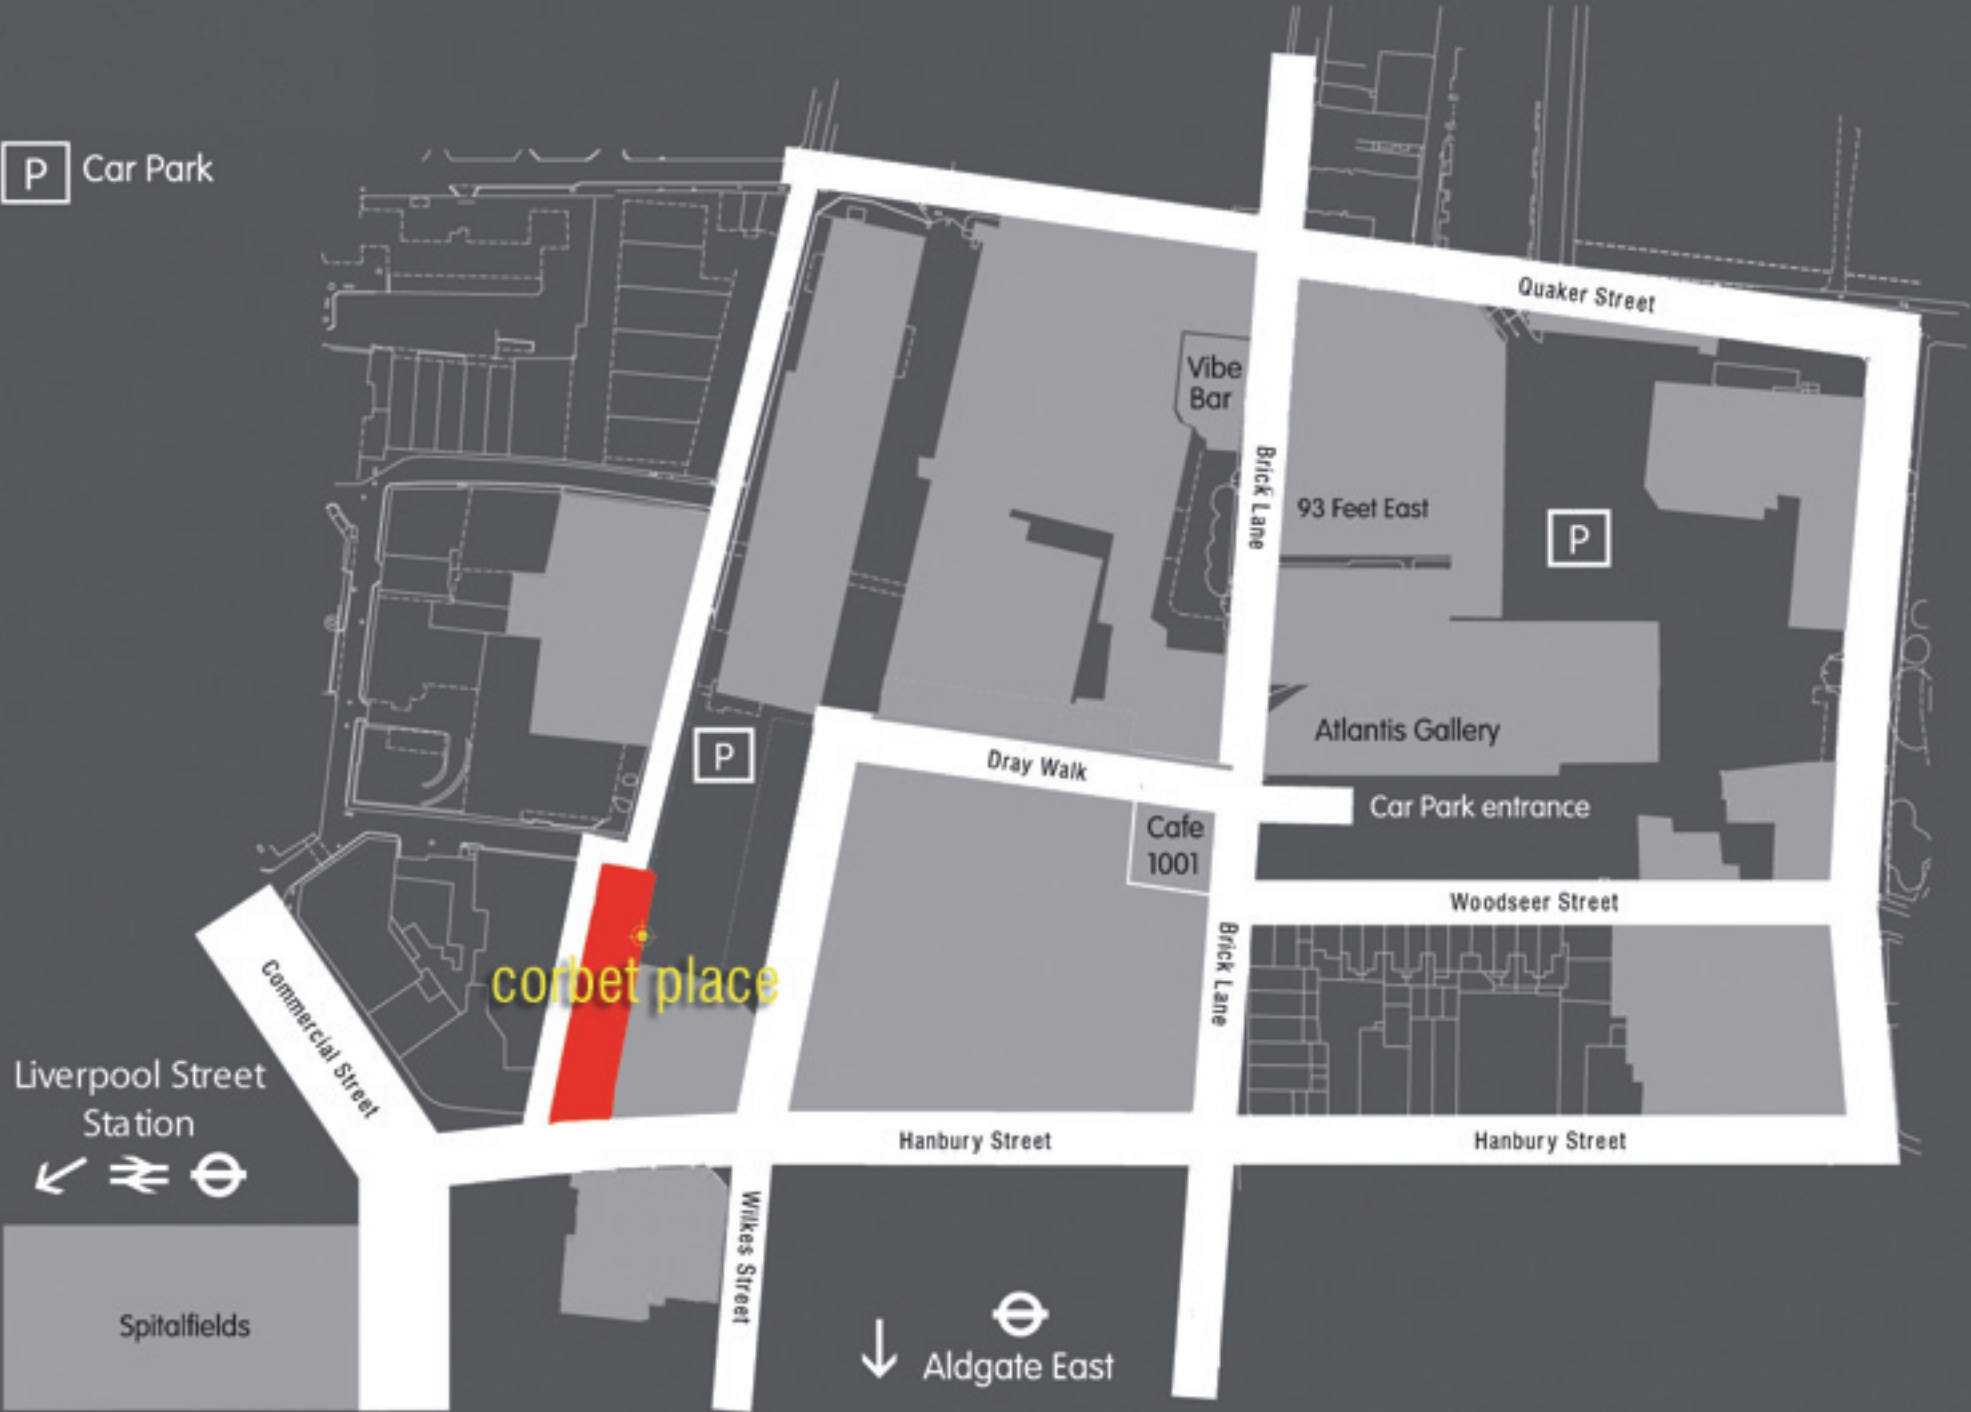 P Car Park
Quaker Street
Vibe
Bar
Brick Lane
93 Feet East
P
Atlantis Gallery
P
Dray Walk
Car Park entrance
Cafe
1001
Woodseer Street
Brick Lane
corbet place
Commercial Street
Liverpool Street
Station
Hanbury Street
Hanbury Street
Wilkes Street
Spitalfields
Aldgate East